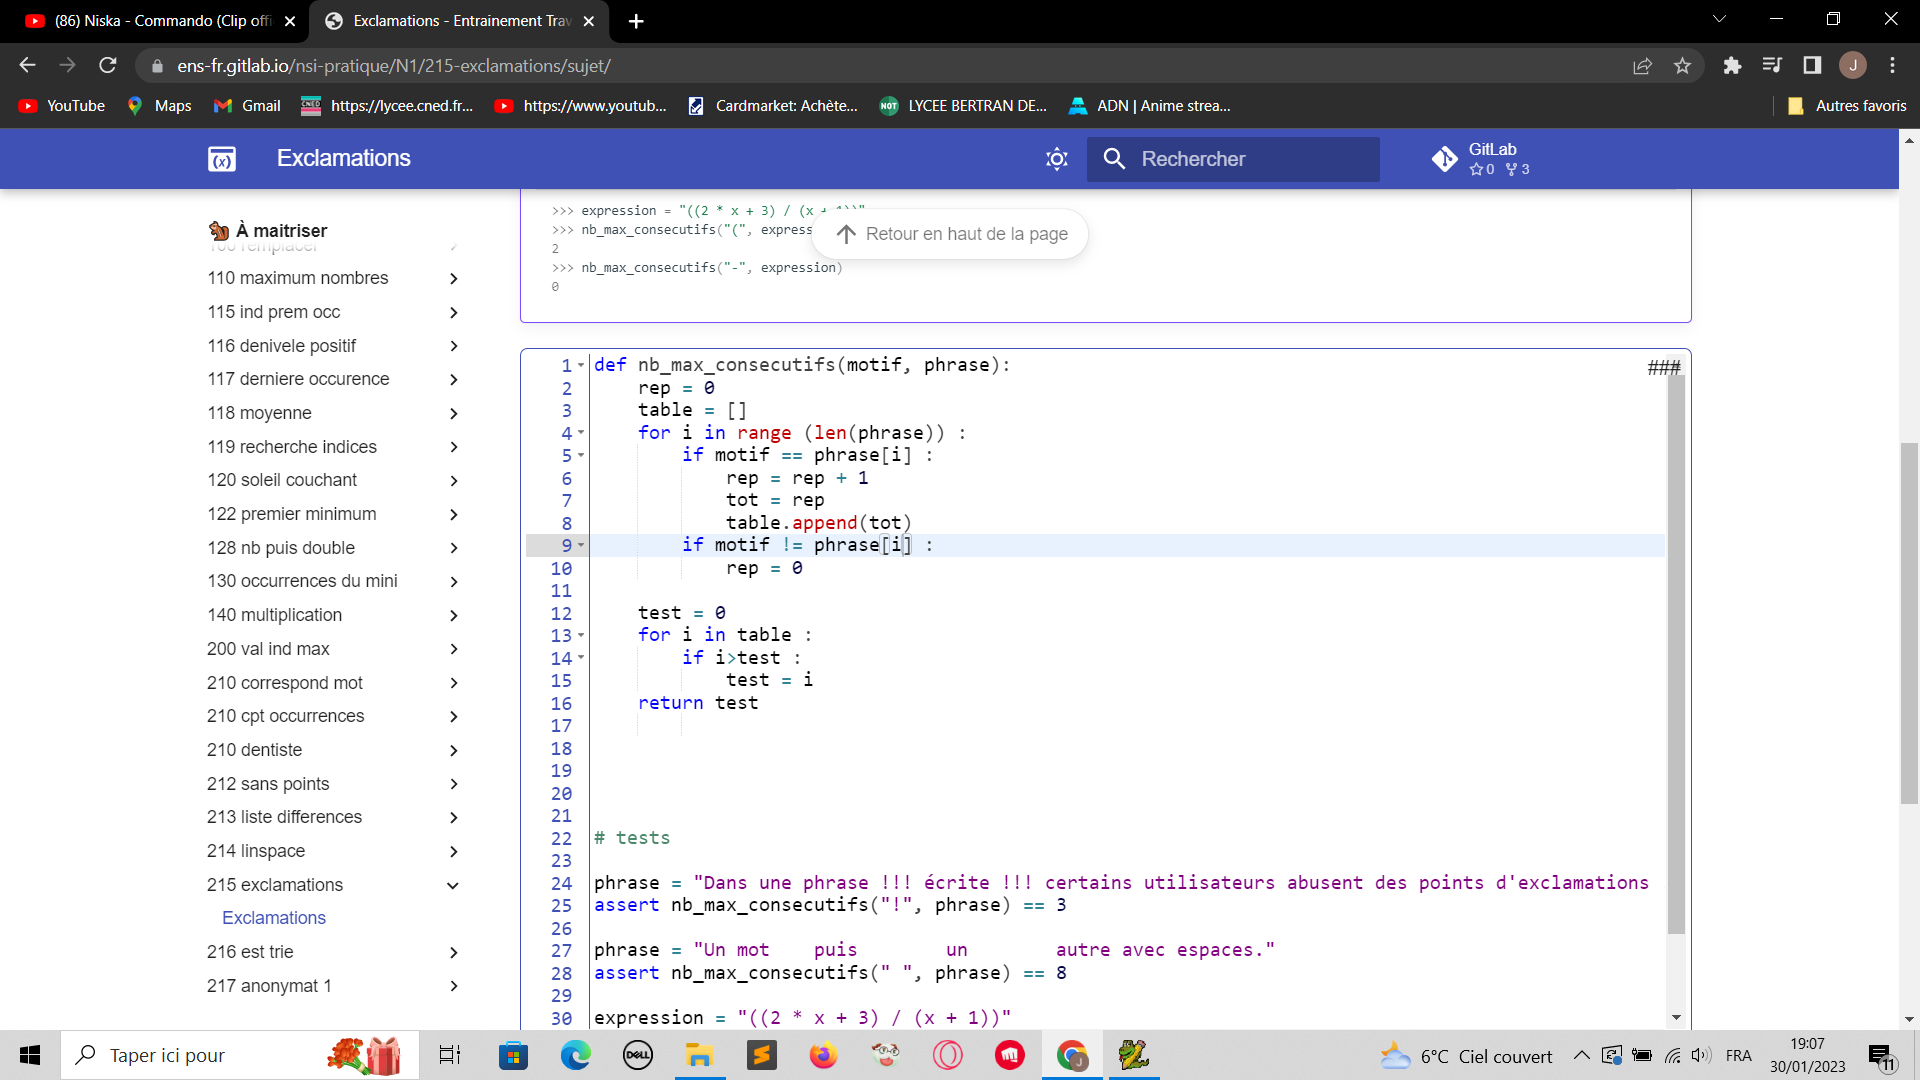 (86) Niska - Commando (Clip offi
Exclamations - Entrainement Trav
ens-fr.gitlab.io/nsi-pratique/N1/215-exclamations/sujet/
J
YouTube
Maps
Gmail
https://lycee.cned.fr...
https://www.youtub...
Cardmarket: Achète...
LYCEE BERTRAN DE...
ADN | Anime strea...
Autres favoris
Exclamations
Rechercher
GitLab
0 3
À maitriser
110 maximum nombres
115 ind prem occ
116 denivele positif
117 derniere occurence
118 moyenne
119 recherche indices
120 soleil couchant
122 premier minimum
128 nb puis double
130 occurrences du mini
140 multiplication
200 val ind max
210 correspond mot
210 cpt occurrences
210 dentiste
212 sans points
213 liste differences
214 linspace
215 exclamations
Exclamations
216 est trie
217 anonymat 1
>>> expression = "((2 * x + 3) / (x + 1))"
>>> nb_max_consecutifs("(", express
2
>>> nb_max_consecutifs("-", expression)
0
Retour en haut de la page
###
1 def nb_max_consecutifs(motif, phrase):
2 rep = 0
3 table = []
4 for i in range (len(phrase)) :
5 if motif == phrase[i] :
6 rep = rep + 1
7 tot = rep
8 table.append(tot)
9 if motif != phrase[i] :
10 rep = 0
11
12 test = 0
13 for i in table :
14 if i>test :
15 test = i
16 return test
17
18
19
20
21
22 # tests
23
24 phrase = "Dans une phrase !!! écrite !!! certains utilisateurs abusent des points d'exclamations
25 assert nb_max_consecutifs("!", phrase) == 3
26
27 phrase = "Un mot    puis        un        autre avec espaces."
28 assert nb_max_consecutifs(" ", phrase) == 8
29
30 expression = "((2 * x + 3) / (x + 1))"
Taper ici pour
DELL
6°C Ciel couvert
FRA
19:07
30/01/2023
11